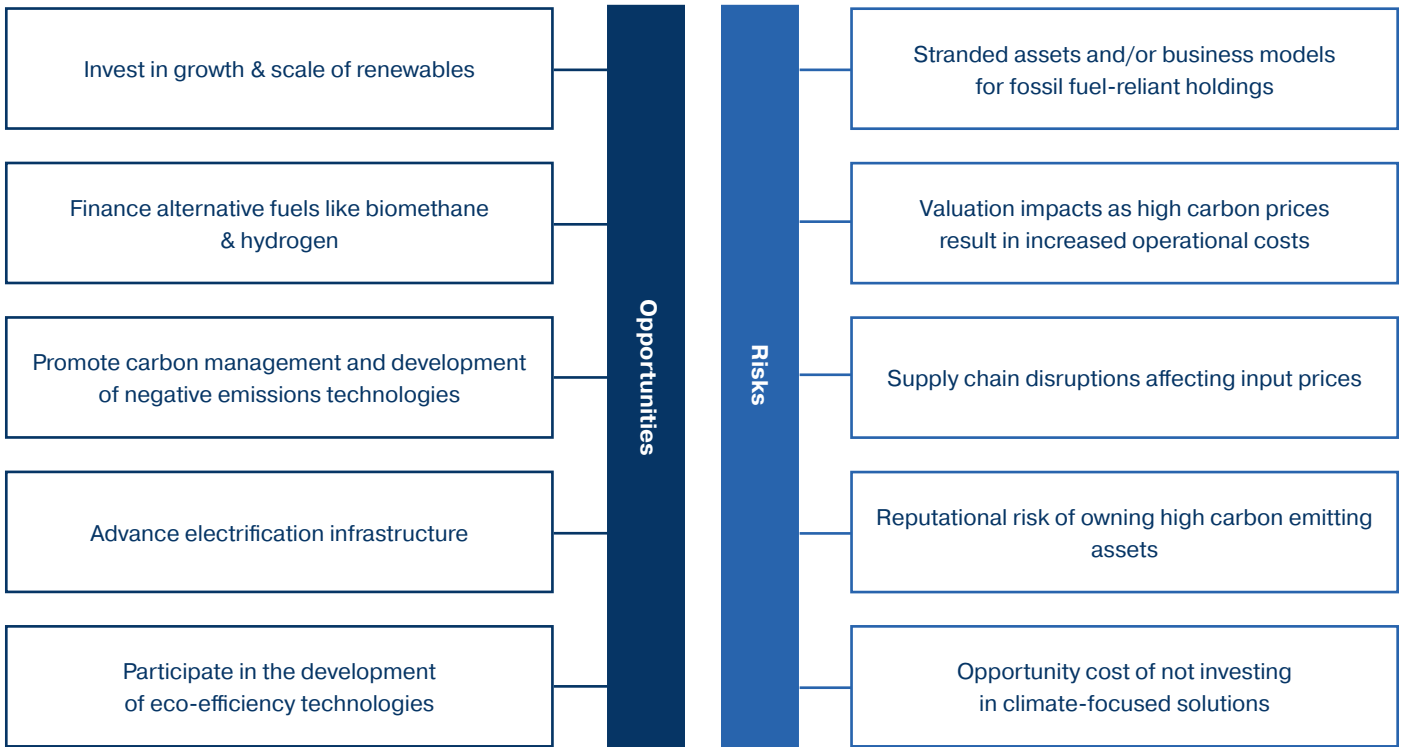 Invest in growth & scale of renewables
Finance alternative fuels like biomethane
& hydrogen
Promote carbon management and development
of negative emissions technologies
Advance electrification infrastructure
Participate in the development
of eco-efficiency technologies
Opportunities
Risks
Stranded assets and/or business models
for fossil fuel-reliant holdings
Valuation impacts as high carbon prices
result in increased operational costs
Supply chain disruptions affecting input prices
Reputational risk of owning high carbon emitting
assets
Opportunity cost of not investing
in climate-focused solutions